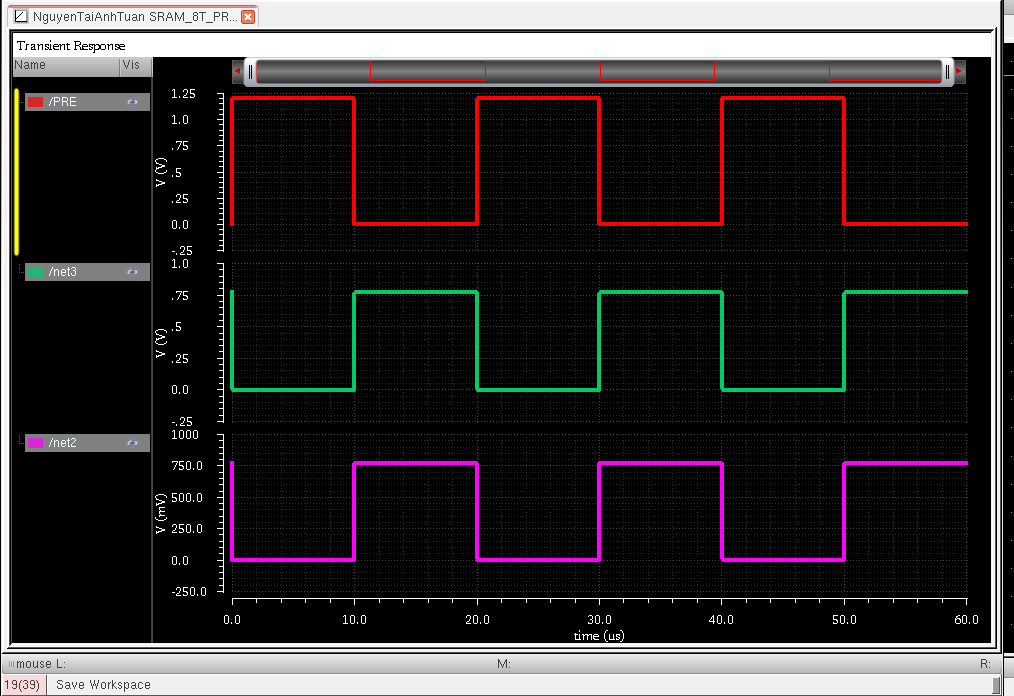 NguyenTaiAnhTuan SRAM_8T_PR...
Transient Response
Name Vis
/PRE
1.25
1.0
.75
.5
.25
0.0
-.25
V (V)
/net3
1.0
.75
.5
.25
0.0
-.25
V (V)
/net2
1000
750.0
500.0
250.0
0.0
-250.0
V (mV)
0.0 10.0 20.0 30.0 40.0 50.0 60.0
time (us)
mouse L: M: R:
19(39) Save Workspace